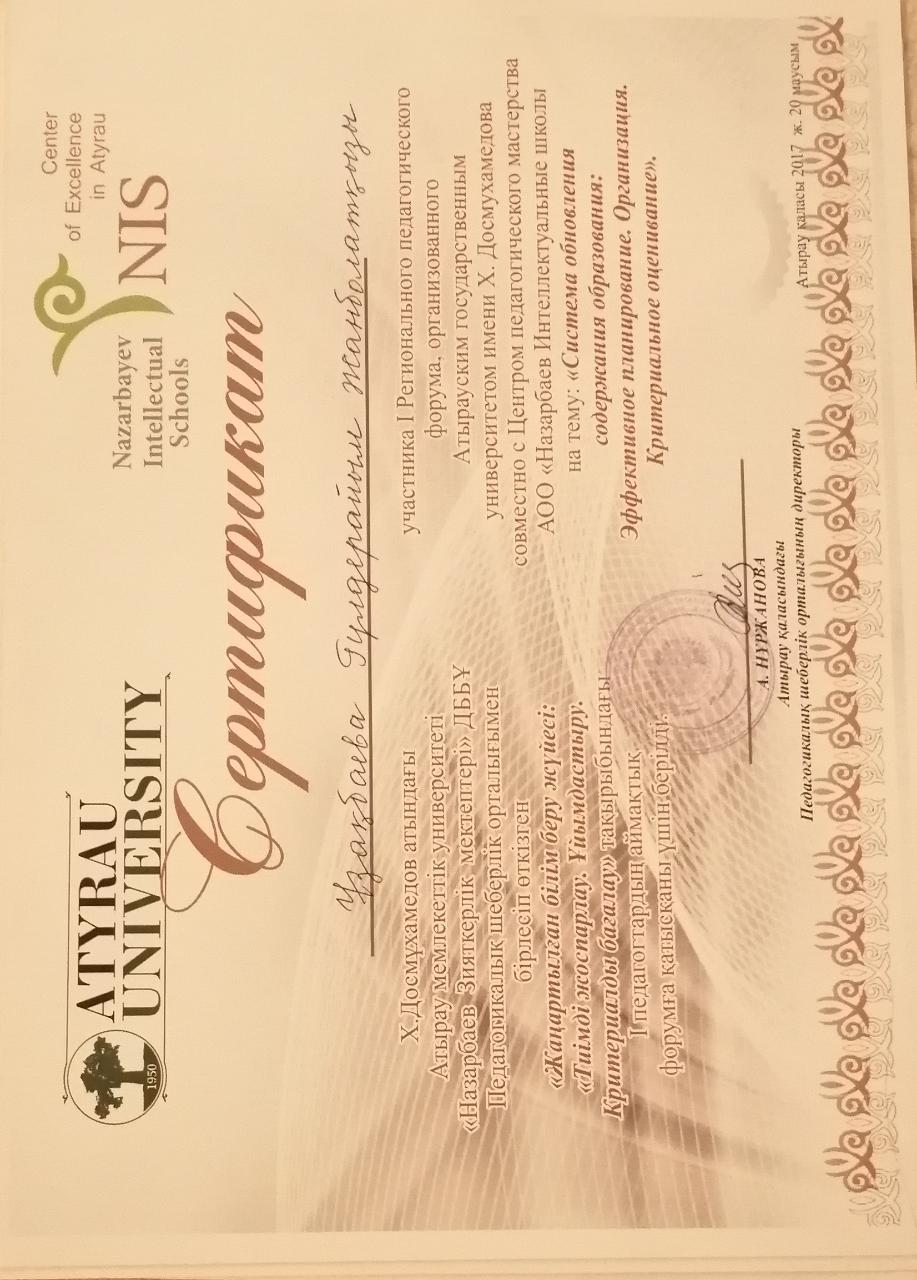 ATYRAU
UNIVERSITY
1950
Nazarbayev
Intellectual
Schools
NIS
Center
of Excellence
in Atyrau
Сертификат
Ұзақбаева Гүлдерайым Жанболатқызы
Х.Досмұхамедов атындағы
Атырау мемлекеттік университеті
«Назарбаев Зияткерлік мектептері» ДББҰ
Педагогикалық шеберлік орталығымен
бірлесіп өткізген
«Жаңартылған білім беру жүйесі:
«Тиімді жоспарлау. Ұйымдастыру.
Критериалды бағалау» тақырыбындағы
І педагогтардың аймақтық
форумға қатысқаны үшін берілді.
участника I Регионального педагогического
форума, организованного
Атырауским государственным
университетом имени Х. Досмухамедова
совместно с Центром педагогического мастерства
АОО «Назарбаев Интеллектуальные школы
на тему: «Система обновления
содержания образования:
Эффективное планирование. Организация.
Критериальное оценивание».
А. НУРЖАНОВА
Атырау қаласындағы
Педагогикалық шеберлік орталығының директоры
Атырау қаласы 2017 ж. 20 маусым